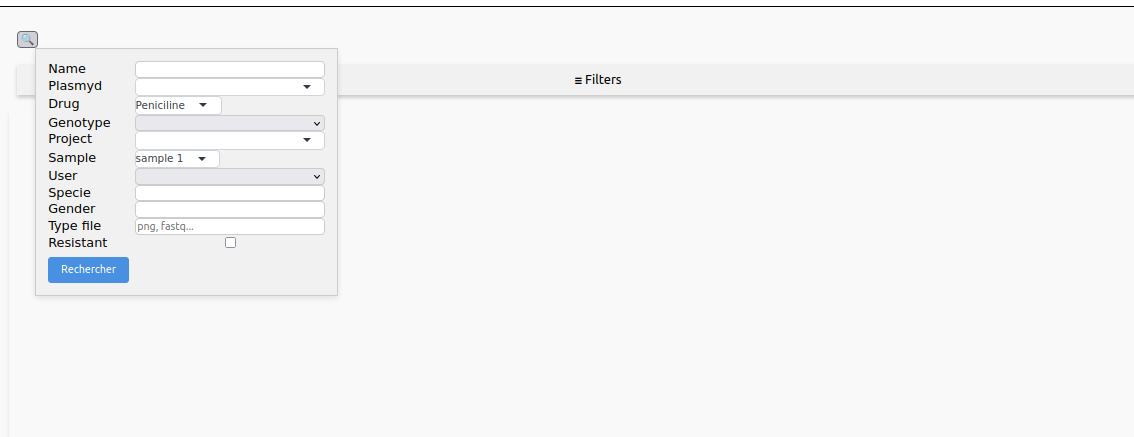 ≡ Filters
Name
Plasmyd
Drug Peniciline
Genotype
Project
Sample sample 1
User
Specie
Gender
Type file png, fastq...
Resistant
Rechercher